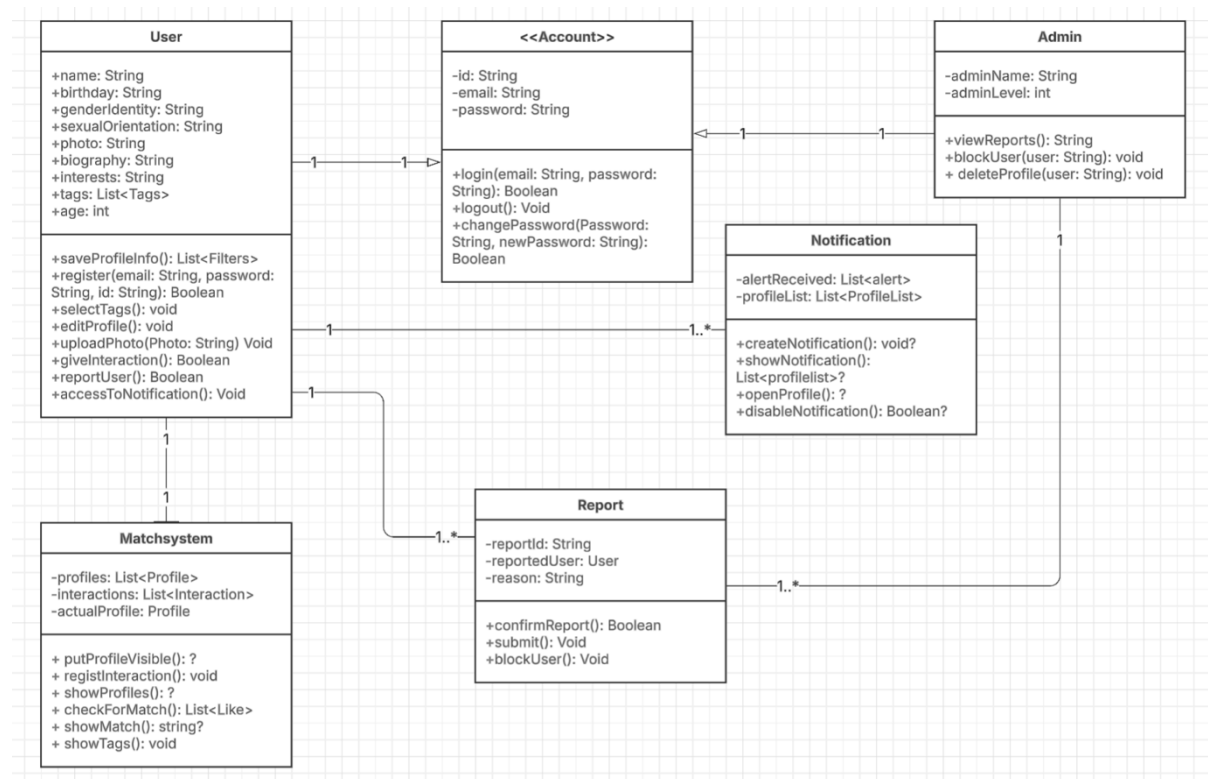 User
+name: String
+birthday: String
+genderIdentity: String
+sexualOrientation: String
+photo: String
+biography: String
+interests: String
+tags: List<Tags>
+age: int
+saveProfileInfo(): List<Filters>
+register(email: String, password:
String, id: String): Boolean
+selectTags(): void
+editProfile(): void
+uploadPhoto(Photo: String) Void
+giveInteraction(): Boolean
+reportUser(): Boolean
+accessToNotification(): Void
<<Account>>
-id: String
-email: String
-password: String
+login(email: String, password:
String): Boolean
+logout(): Void
+changePassword(Password:
String, newPassword: String):
Boolean
Admin
-adminName: String
-adminLevel: int
+viewReports(): String
+blockUser(user: String): void
+ deleteProfile(user: String): void
1
1
1
1
Notification
-alertReceived: List<alert>
-profileList: List<ProfileList>
+createNotification(): void?
+showNotification():
List<profilelist>?
+openProfile(): ?
+disableNotification(): Boolean?
1
1
1..*
1
1
1
Matchsystem
-profiles: List<Profile>
-interactions: List<Interaction>
-actualProfile: Profile
+ putProfileVisible(): ?
+ registInteraction(): void
+ showProfiles(): ?
+ checkForMatch(): List<Like>
+ showMatch(): string?
+ showTags(): void
1..*
Report
-reportId: String
-reportedUser: User
-reason: String
+confirmReport(): Boolean
+submit(): Void
+blockUser(): Void
1..*